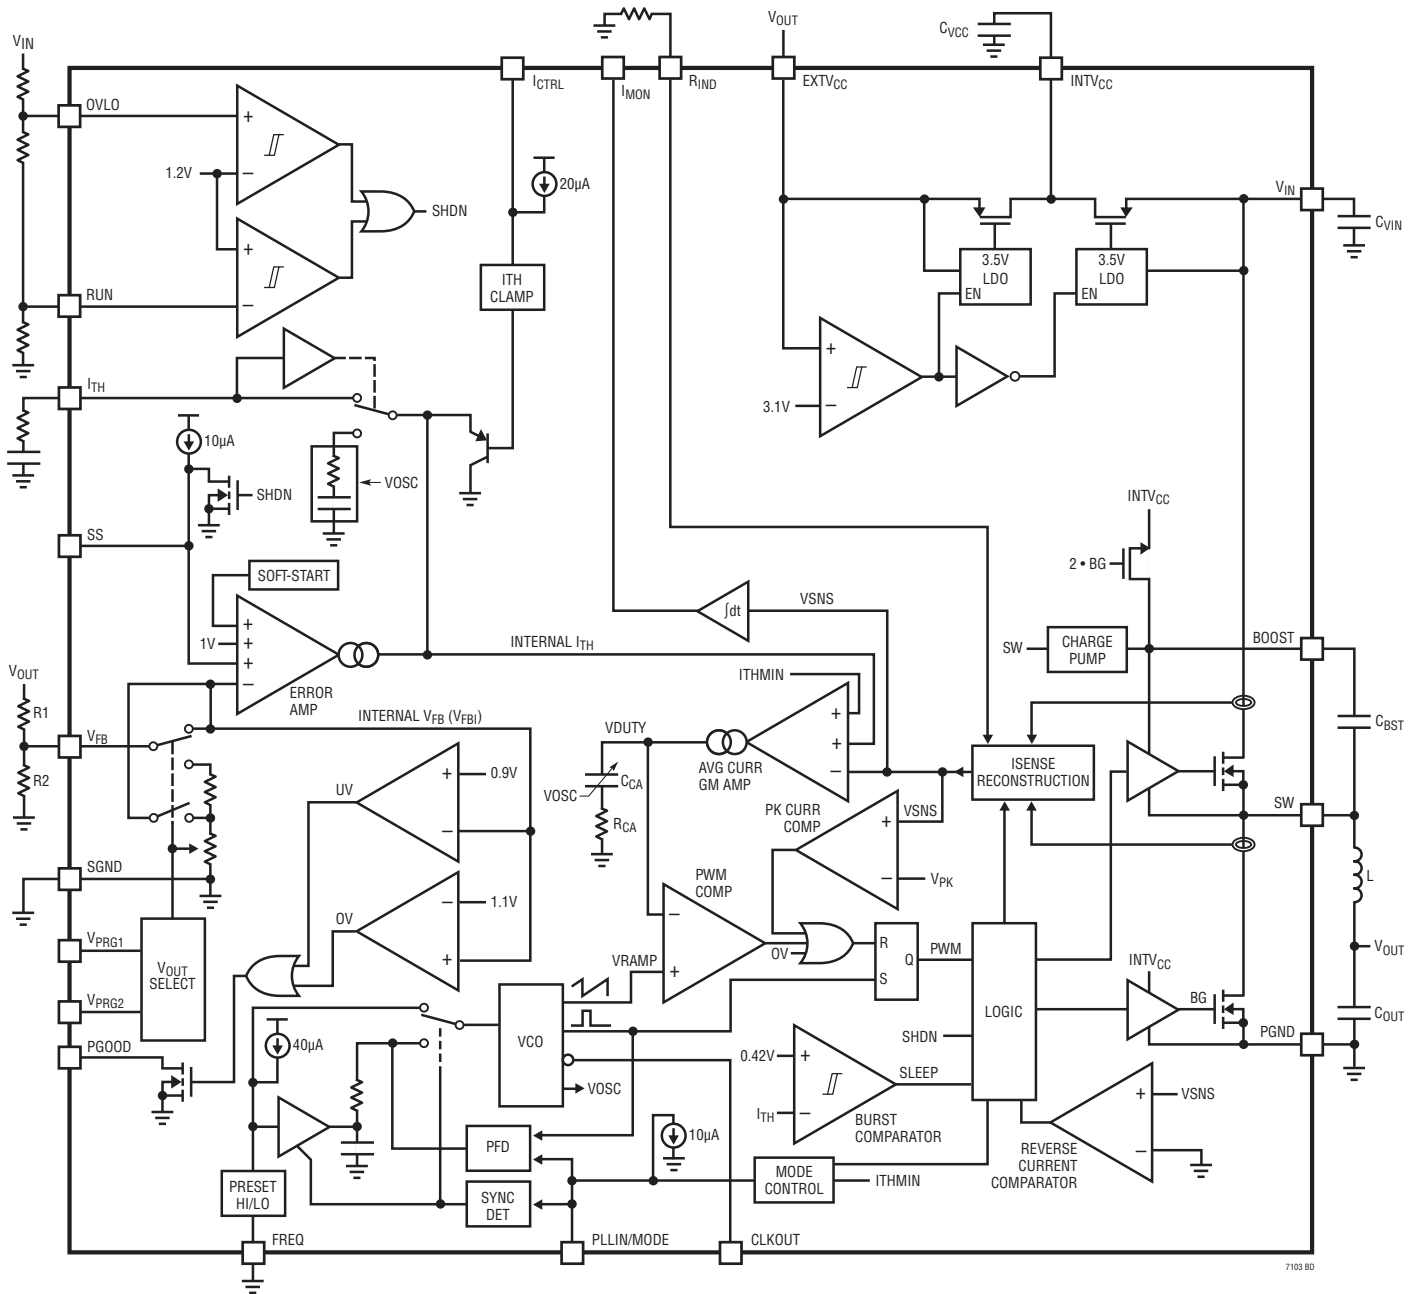 VOUT
CVCC
VIN
ICTRL
IMON
RIND
EXTVCC
INTVCC
OVLO
1.2V
SHDN
20µA
VIN
CVIN
RUN
ITH
CLAMP
3.5V
LDO
EN
3.5V
LDO
EN
ITH
3.1V
10µA
SHDN
VOSC
SS
INTVCC
2 • BG
SOFT-START
VSNS
∫dt
1V
INTERNAL ITH
SW
CHARGE
PUMP
BOOST
ERROR
AMP
ITHMIN
VOUT
R1
VFB
R2
INTERNAL VFB (VFBI)
VDUTY
AVG CURR
GM AMP
ISENSE
RECONSTRUCTION
CBST
0.9V
UV
VOSC
CCA
RCA
PK CURR
COMP
VSNS
VPK
SW
SGND
L
PWM
COMP
1.1V
OV
VPRG1
VOUT
SELECT
VPRG2
VRAMP
OV
R
Q
S
PWM
LOGIC
INTVCC
BG
VOUT
COUT
PGND
PGOOD
40µA
VCO
VOSC
SHDN
0.42V
SLEEP
ITH
BURST
COMPARATOR
VSNS
REVERSE
CURRENT
COMPARATOR
PFD
10µA
MODE
CONTROL
ITHMIN
PRESET
HI/LO
SYNC
DET
FREQ
PLLIN/MODE
CLKOUT
7103 BD